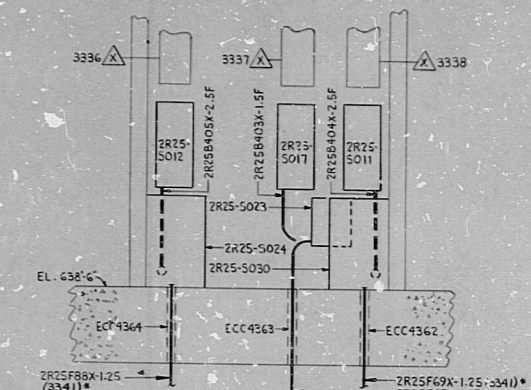 3336 X
3337 X
X 3338
2R25-
S012
2R25B405X-2.5F
2R25B403X-1.5F
2R25-
S017
2R25B404X-2.5F
2R25-
S011
2R25-S023
2R25-S024
2R25-S030
EL. 638'-6"
ECC4364
ECC4363
ECC4362
2R25F88X-1.25
(3341)*
2R25F69X-1.25(3341)*